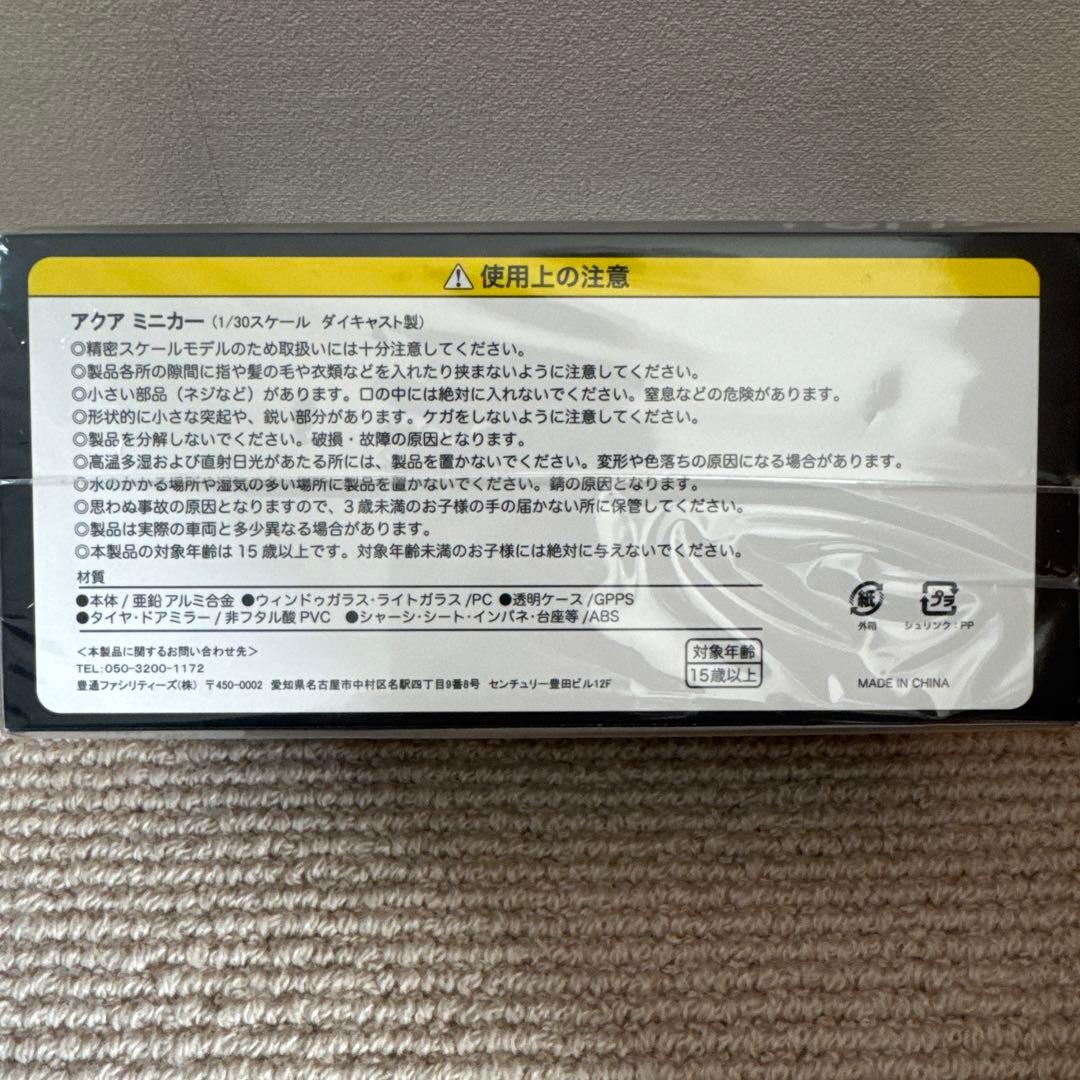 使用上の注意
アクア ミニカー (1/30スケール ダイキャスト製)
◎精密スケールモデルのため取扱いには十分注意してください。
◎製品各所の隙間に指や髪の毛や衣類などを入れたり挟まないように注意してください。
◎小さい部品（ネジなど）があります。口の中には絶対に入れないでください。窒息などの危険があります。
◎形状的に小さな突起や、鋭い部分があります。ケガをしないように注意してください。
◎製品を分解しないでください。破損・故障の原因となります。
◎高温多湿および直射日光があたる所には、製品を置かないでください。変形や色落ちの原因になる場合があります。
◎水のかかる場所や湿気の多い場所に製品を置かないでください。錆の原因となります。
◎思わぬ事故の原因となりますので、3歳未満のお子様の手の届かない所に保管してください。
◎製品は実際の車両と多少異なる場合があります。
◎本製品の対象年齢は15歳以上です。対象年齢未満のお子様には絶対に与えないでください。
材質
●本体/亜鉛アルミ合金 ●ウィンドゥガラス・ライトガラス/PC ●透明ケース/GPPS
●タイヤ・ドアミラー/非フタル酸PVC ●シャーシ・シート・インパネ・台座等/ABS
紙
外箱
プラ
シュリンク：PP
＜本製品に関するお問い合わせ先＞
TEL:050-3200-1172
豊通ファシリティーズ(株) 〒450-0002 愛知県名古屋市中村区名駅四丁目9番8号 センチュリー豊田ビル12F
対象年齢
15歳以上
MADE IN CHINA